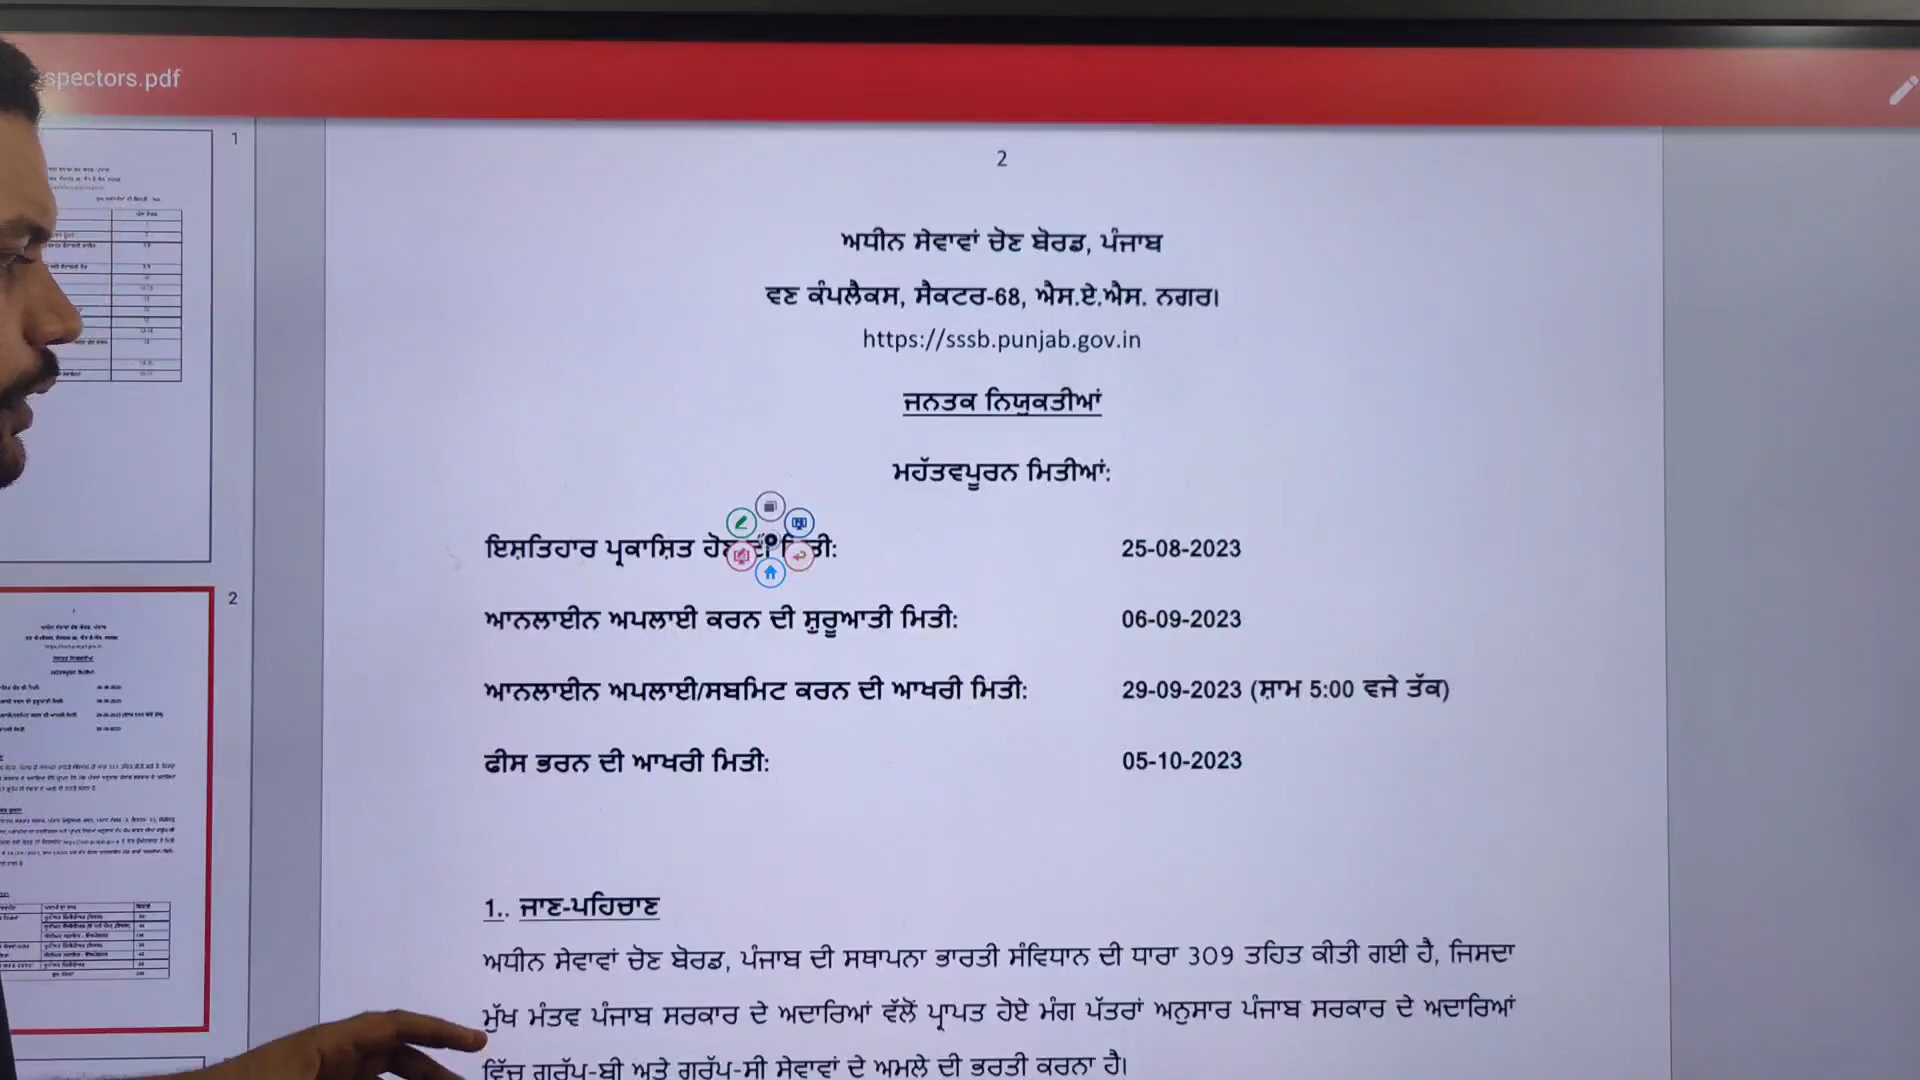 spectors.pdf
1
2
2
ਅਧੀਨ ਸੇਵਾਵਾਂ ਚੋਣ ਬੋਰਡ, ਪੰਜਾਬ
ਵਣ ਕੰਪਲੈਕਸ, ਸੈਕਟਰ-68, ਐਸ.ਏ.ਐਸ. ਨਗਰ।
https://sssb.punjab.gov.in
ਜਨਤਕ ਨਿਯੁਕਤੀਆਂ
ਮਹੱਤਵਪੂਰਨ ਮਿਤੀਆਂ:
ਇਸ਼ਤਿਹਾਰ ਪ੍ਰਕਾਸ਼ਿਤ 25-08-2023
ਆਨਲਾਈਨ ਅਪਲਾਈ ਕਰਨ ਦੀ ਸ਼ੁਰੂਆਤੀ ਮਿਤੀ: 06-09-2023
ਆਨਲਾਈਨ ਅਪਲਾਈ/ਸਬਮਿਟ ਕਰਨ ਦੀ ਆਖਰੀ ਮਿਤੀ: 29-09-2023 (ਸ਼ਾਮ 5:00 ਵਜੇ ਤੱਕ)
ਫੀਸ ਭਰਨ ਦੀ ਆਖਰੀ ਮਿਤੀ: 05-10-2023
1.. ਜਾਣ-ਪਹਿਚਾਣ
ਅਧੀਨ ਸੇਵਾਵਾਂ ਚੋਣ ਬੋਰਡ, ਪੰਜਾਬ ਦੀ ਸਥਾਪਨਾ ਭਾਰਤੀ ਸੰਵਿਧਾਨ ਦੀ ਧਾਰਾ 309 ਤਹਿਤ ਕੀਤੀ ਗਈ ਹੈ, ਜਿਸਦਾ
ਮੁੱਖ ਮੰਤਵ ਪੰਜਾਬ ਸਰਕਾਰ ਦੇ ਅਦਾਰਿਆਂ ਵੱਲੋਂ ਪ੍ਰਾਪਤ ਹੋਏ ਮੰਗ ਪੱਤਰਾਂ ਅਨੁਸਾਰ ਪੰਜਾਬ ਸਰਕਾਰ ਦੇ ਅਦਾਰਿਆਂ
ਵਿੱਚ ਗਰੁੱਪ-ਬੀ ਅਤੇ ਗਰੁੱਪ-ਸੀ ਸੇਵਾਵਾਂ ਦੇ ਅਮਲੇ ਦੀ ਭਰਤੀ ਕਰਨਾ ਹੈ।